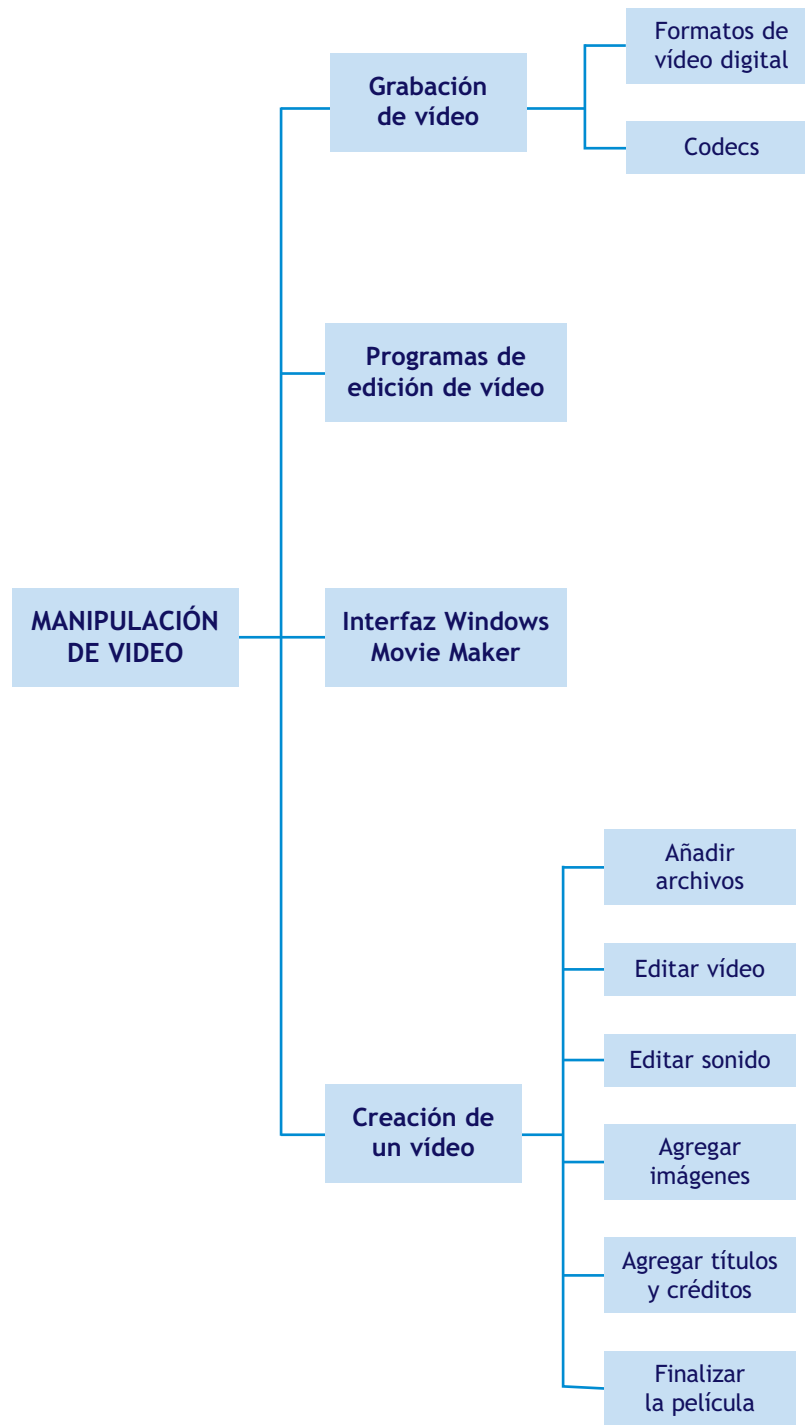 MANIPULACIÓN
DE VIDEO
Grabación
de vídeo
Formatos de
vídeo digital
Codecs
Programas de
edición de vídeo
Interfaz Windows
Movie Maker
Creación de
un vídeo
Añadir
archivos
Editar vídeo
Editar sonido
Agregar
imágenes
Agregar títulos
y créditos
Finalizar
la película